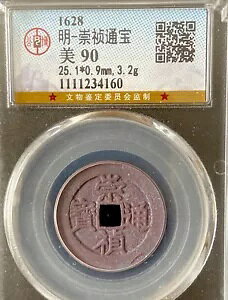 1628
明-崇祯通宝
美 90
25.1*0.9mm, 3.2g
1111234160
★ 文物鉴定委员会监制 ★
崇
寶 通
禎